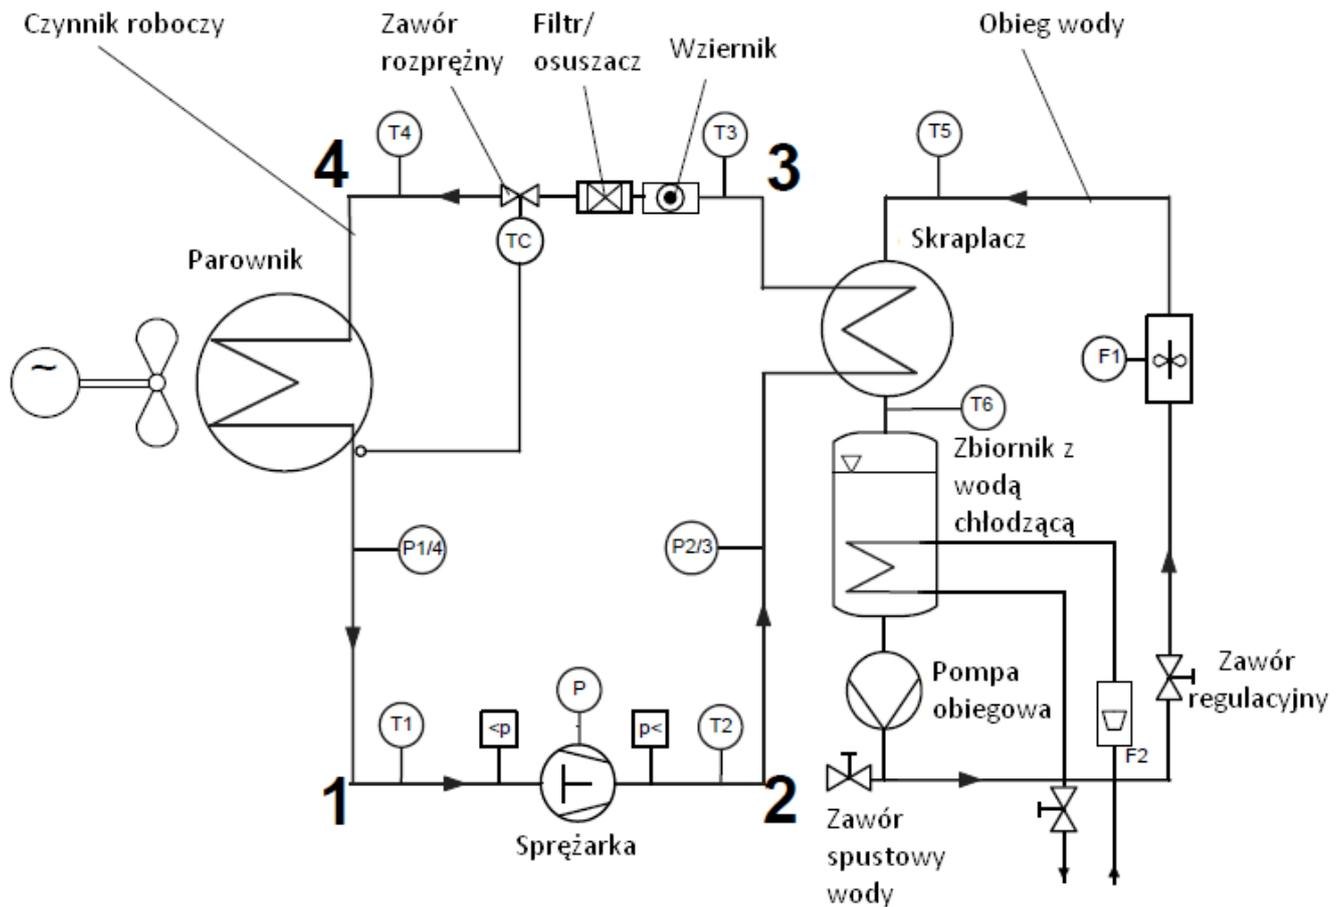 Czynnik roboczy
Zawór
rozprężny
Filtr/
osuszacz
Wziernik
Obieg wody
T4
T3
T5
4
3
TC
Skraplacz
Parownik
~
F1
T6
Zbiornik z
wodą
chłodzącą
P1/4
P2/3
Pompa
obiegowa
Zawór
regulacyjny
P
T1
<p
p<
T2
F2
1
2
Sprężarka
Zawór
spustowy
wody